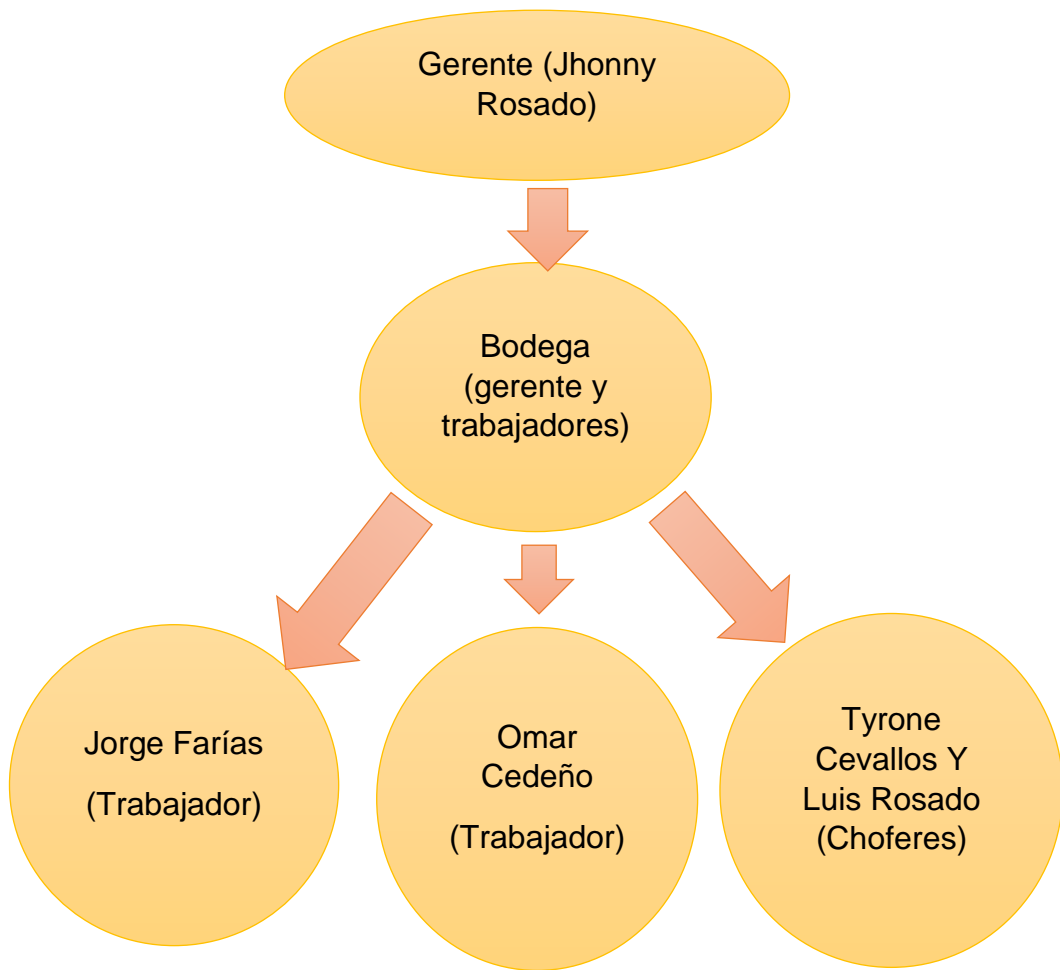 Gerente (Jhonny
Rosado)
Bodega
(gerente y
trabajadores)
Jorge Farías
(Trabajador)
Omar
Cedeño
(Trabajador)
Tyrone
Cevallos Y
Luis Rosado
(Choferes)